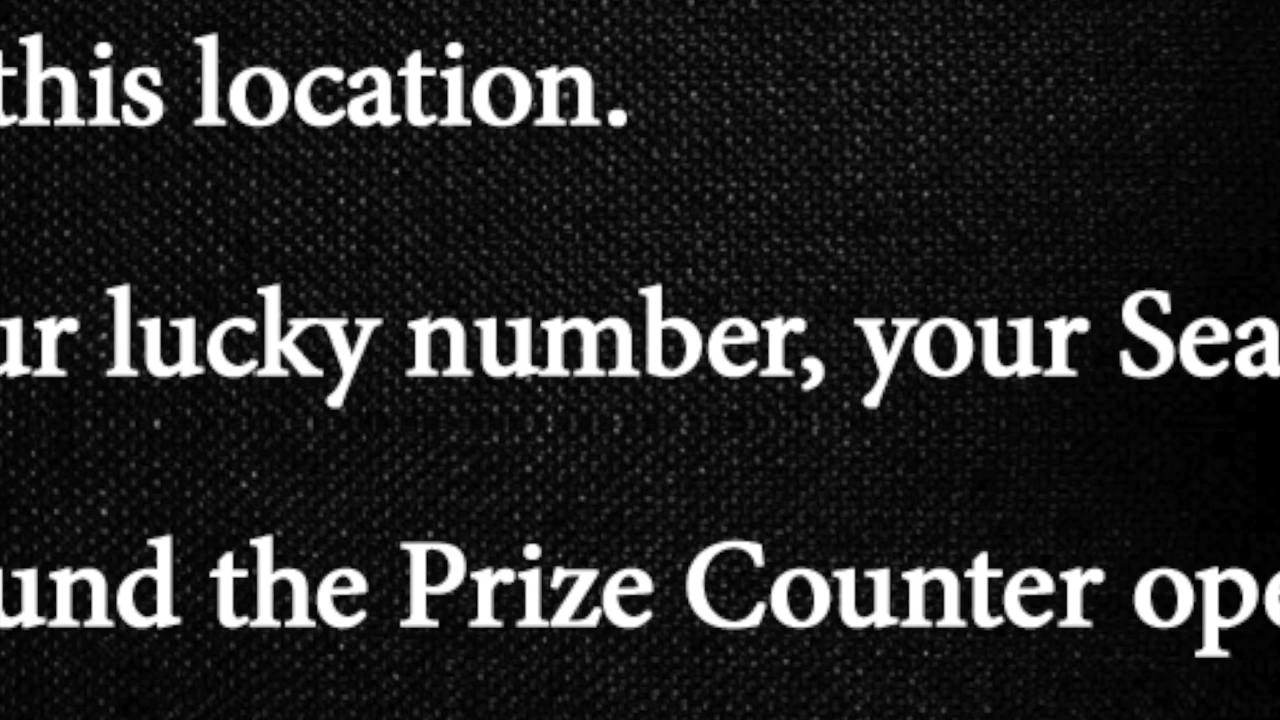 this location.
ur lucky number, your Sea
und the Prize Counter ope